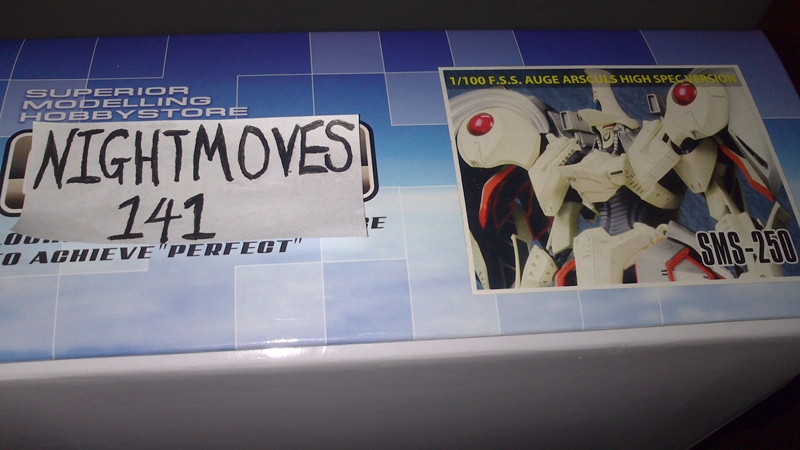 SUPERIOR
MODELLING
HOBBYSTORE
NIGHTMOVES
141
TO ACHIEVE "PERFECT"
1/100 F.S.S. AUGE ARSCULS HIGH SPEC VERSION
SMS-250